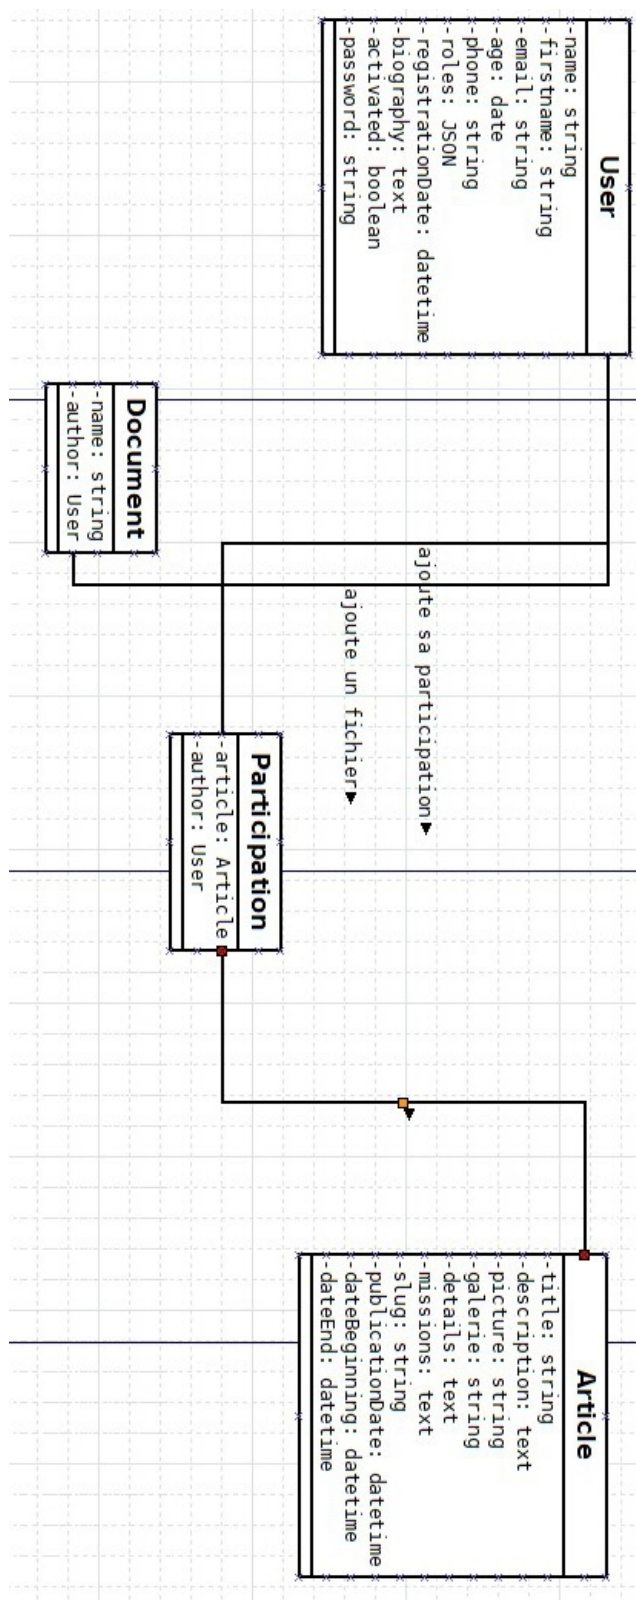 User
-name: string
-firstname: string
-email: string
-age: date
-phone: string
-roles: JSON
-registrationDate: datetime
-biography: text
-activated: boolean
-password: string
Document
-name: string
-author: User
ajoute sa participation
ajoute un fichier
Participation
-article: Article
-author: User
Article
-title: string
-description: text
-picture: string
-galerie: string
-details: text
-missions: text
-slug: string
-publicationDate: datetime
-dateBeginning: datetime
-dateEnd: datetime